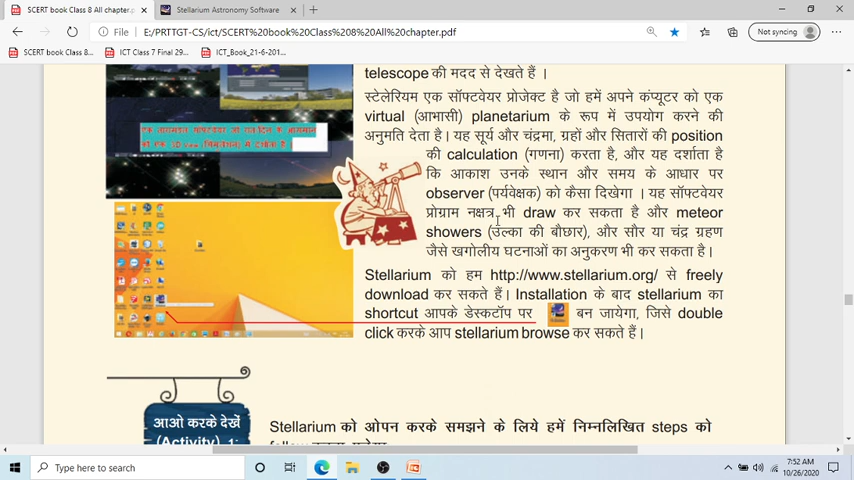 SCERT book Class 8 All chapter.p
Stellarium Astronomy Software
File
E:/PRTTGT-CS/ict/SCERT%20book%20Class%208%20All%20chapter.pdf
Not syncing
SCERT book Class 8...
ICT Class 7 Final 29...
ICT_Book_21-6-201...
telescope की मदद से देखते हैं ।
स्टेलेरियम एक सॉफ्टवेयर प्रोजेक्ट है जो हमें अपने कंप्यूटर को एक
virtual (आभासी) planetarium के रूप में उपयोग करने की
अनुमति देता है। यह सूर्य और चंद्रमा, ग्रहों और सितारों की position
की calculation (गणना) करता है, और यह दर्शाता है
कि आकाश उनके स्थान और समय के आधार पर
observer (पर्यवेक्षक) को कैसा दिखेगा । यह सॉफ्टवेयर
प्रोग्राम नक्षत्र भी draw कर सकता है और meteor
showers (उल्का की बौछार), और सौर या चंद्र ग्रहण
जैसे खगोलीय घटनाओं का अनुकरण भी कर सकता है।
Stellarium को हम http://www.stellarium.org/ से freely
download कर सकते हैं। Installation के बाद stellarium का
shortcut आपके डेस्कटॉप पर बन जायेगा, जिसे double
click करके आप stellarium browse कर सकते हैं।
आओ करके देखें
(Activity) 1:
Stellarium को ओपन करके समझने के लिये हमें निम्नलिखित steps को
follow करना
Type here to search
7:52 AM
10/26/2020